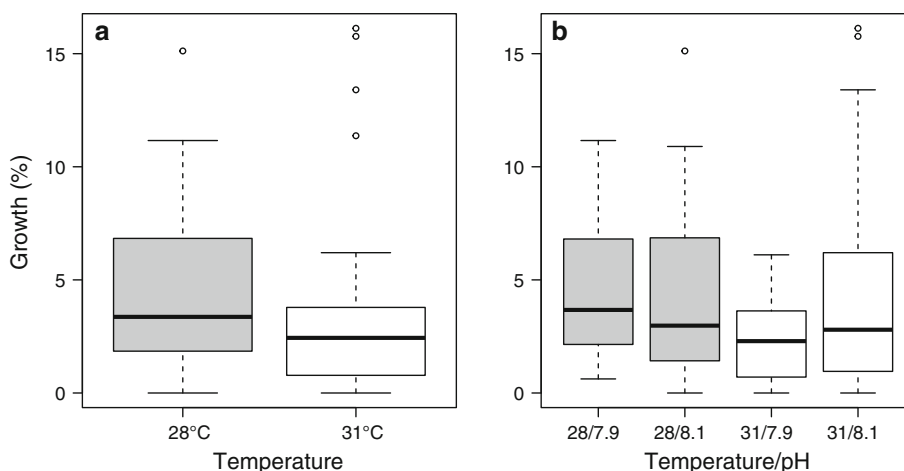 a
Growth (%)
15
10
5
0
28°C
31°C
Temperature
b
15
10
5
0
28/7.9
28/8.1
31/7.9
31/8.1
Temperature/pH